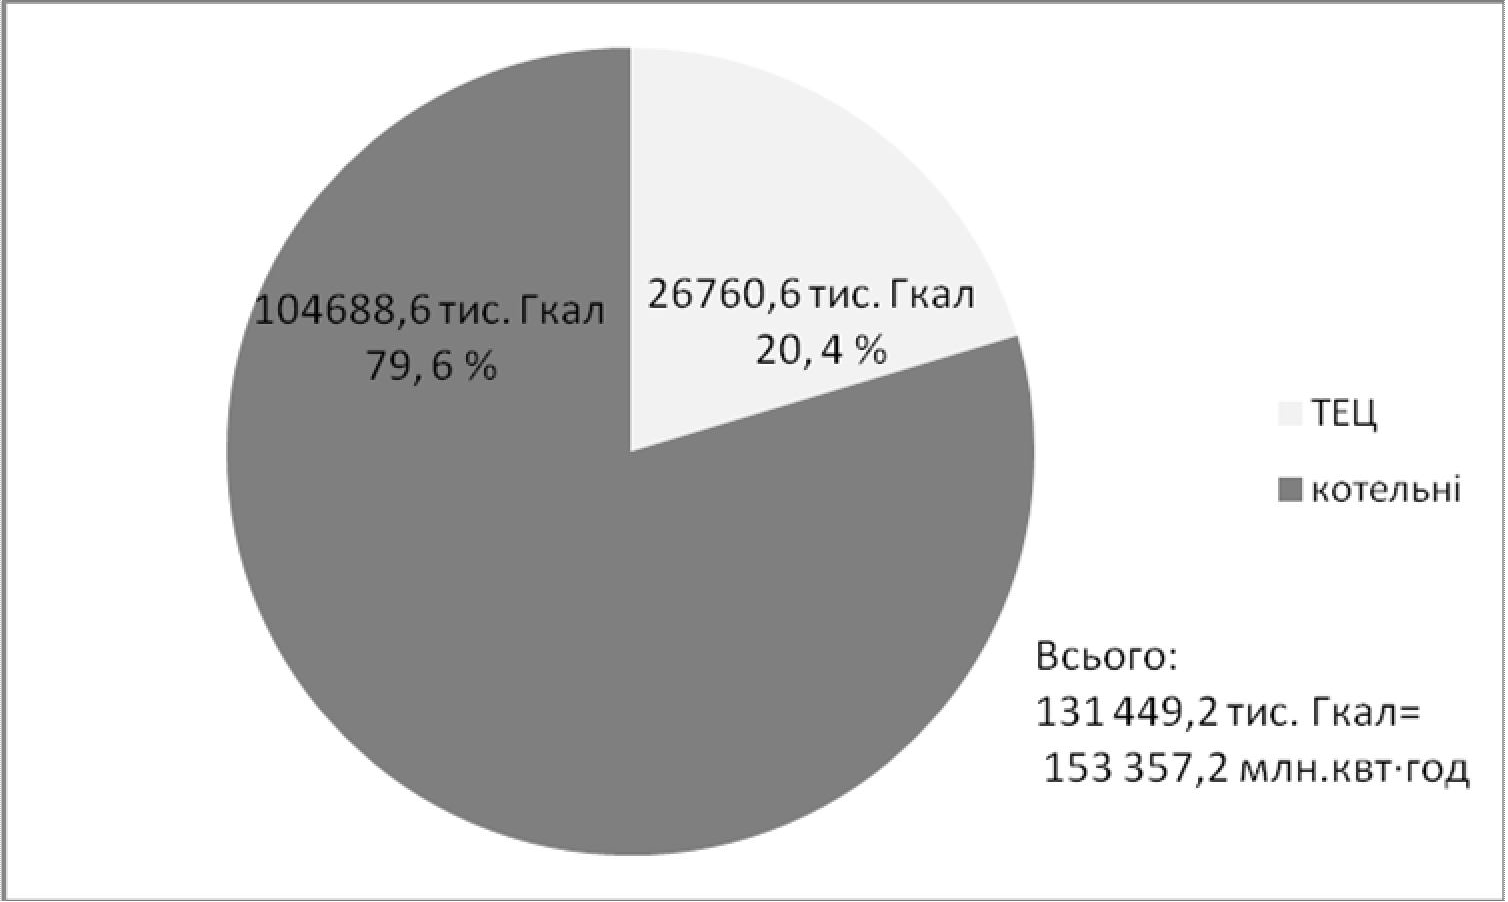 104688,6 тис. Гкал
79, 6 %
26760,6 тис. Гкал
20, 4 %
ТЕЦ
котельні
Всього:
131 449,2 тис. Гкал=
153 357,2 млн.квт·год